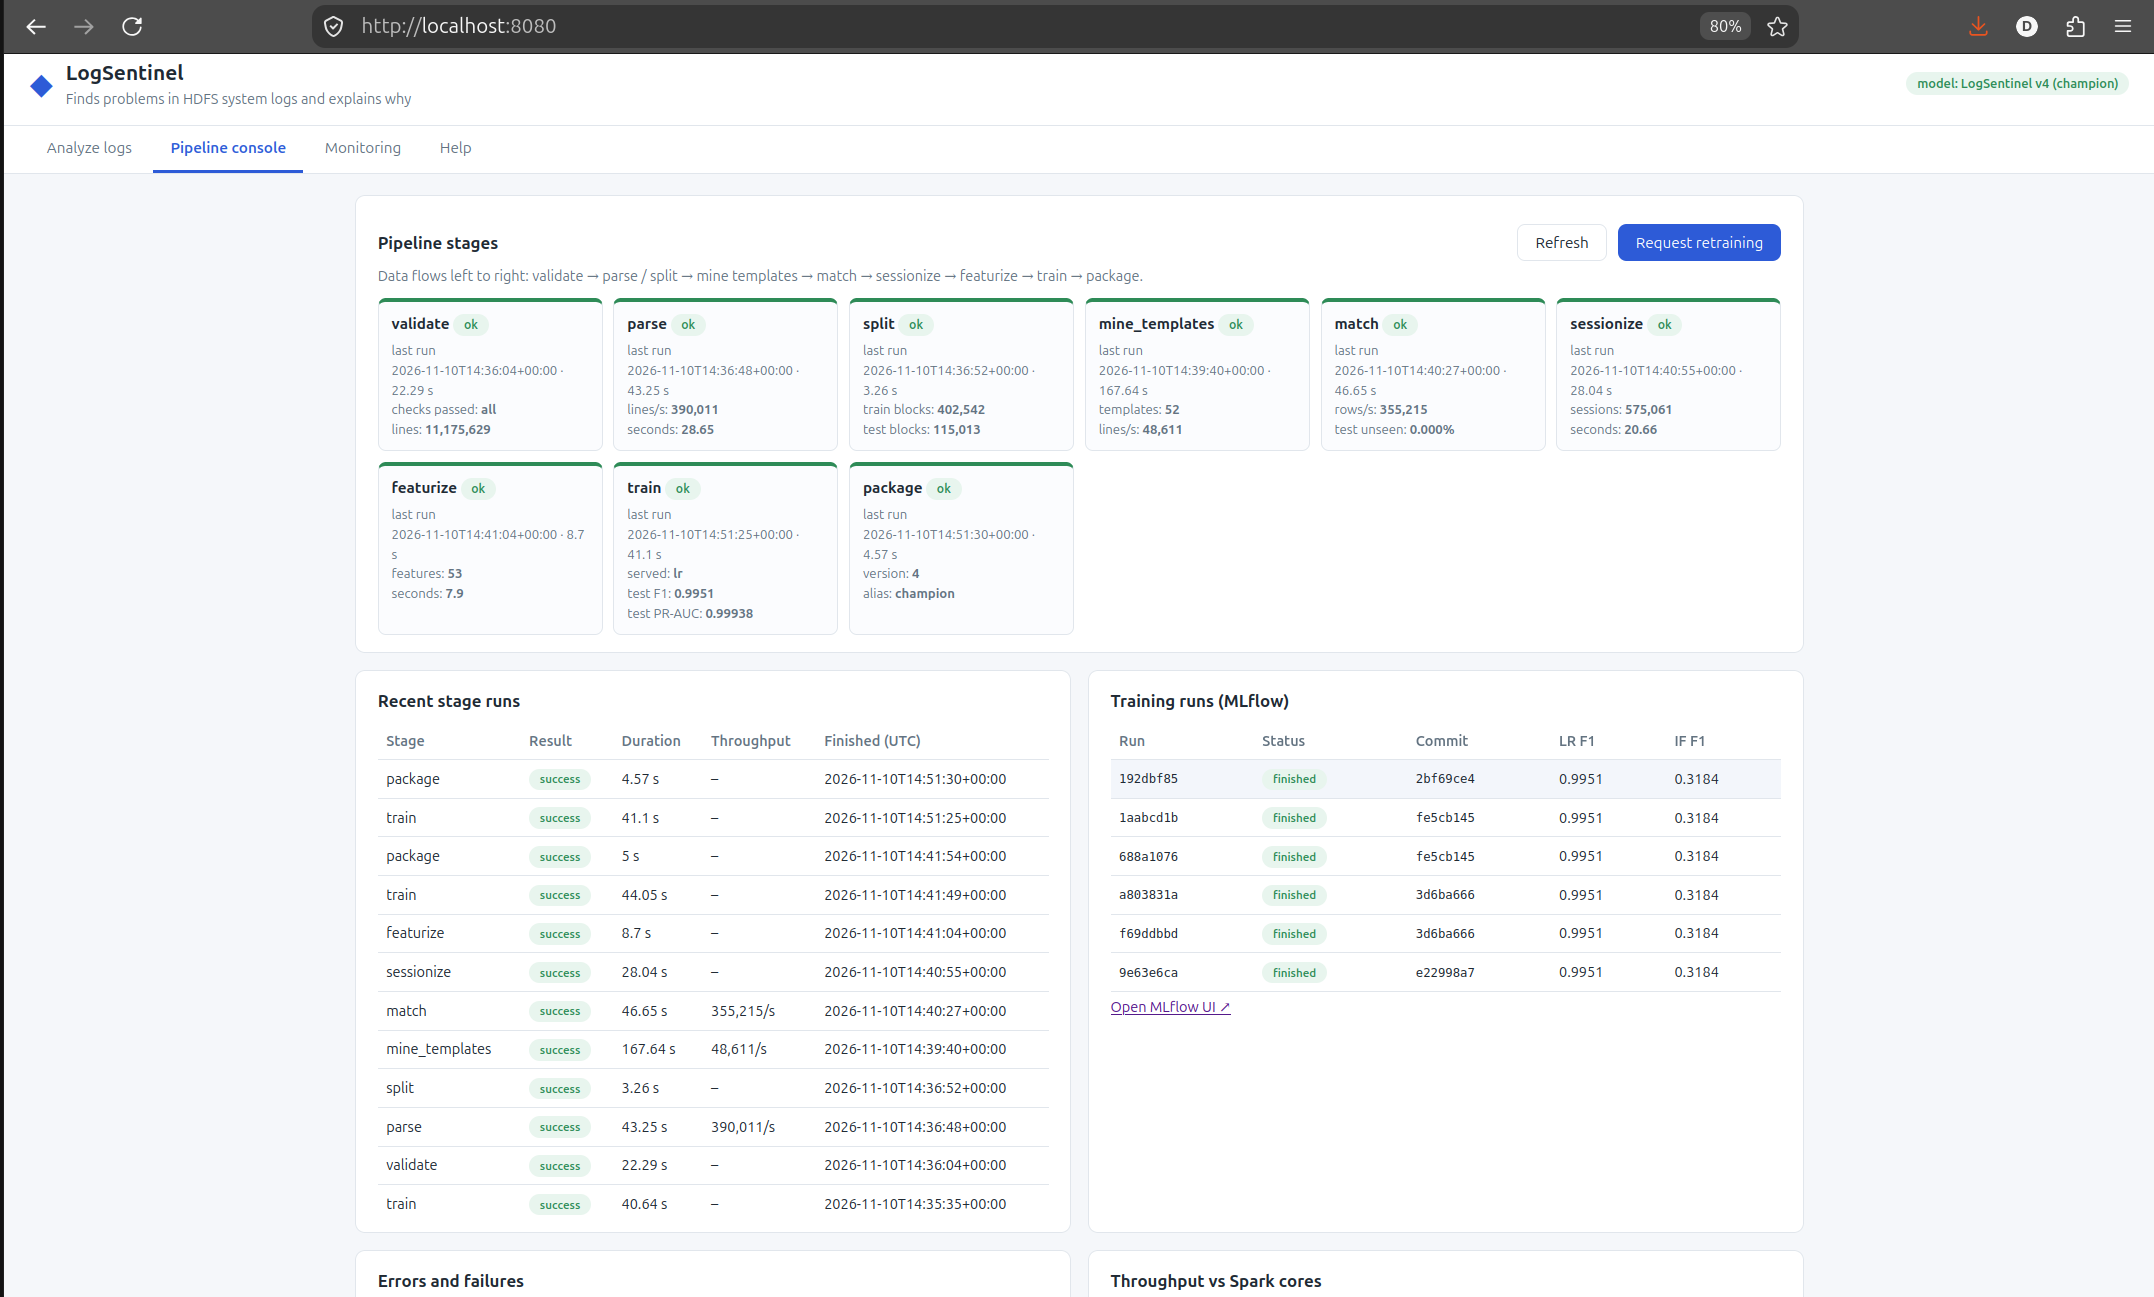 http://localhost:8080
80%
D
LogSentinel
Finds problems in HDFS system logs and explains why
model: LogSentinel v4 (champion)
Analyze logs Pipeline console Monitoring Help
Pipeline stages
Refresh Request retraining
Data flows left to right: validate → parse / split → mine templates → match → sessionize → featurize → train → package.
validate ok
last run
2026-11-10T14:36:04+00:00 ·
22.29 s
checks passed: all
lines: 11,175,629
parse ok
last run
2026-11-10T14:36:48+00:00 ·
43.25 s
lines/s: 390,011
seconds: 28.65
split ok
last run
2026-11-10T14:36:52+00:00 ·
3.26 s
train blocks: 402,542
test blocks: 115,013
mine_templates ok
last run
2026-11-10T14:39:40+00:00 ·
167.64 s
templates: 52
lines/s: 48,611
match ok
last run
2026-11-10T14:40:27+00:00 ·
46.65 s
rows/s: 355,215
test unseen: 0.000%
sessionize ok
last run
2026-11-10T14:40:55+00:00 ·
28.04 s
sessions: 575,061
seconds: 20.66
featurize ok
last run
2026-11-10T14:41:04+00:00 · 8.7
s
features: 53
seconds: 7.9
train ok
last run
2026-11-10T14:51:25+00:00 ·
41.1 s
served: lr
test F1: 0.9951
test PR-AUC: 0.99938
package ok
last run
2026-11-10T14:51:30+00:00 ·
4.57 s
version: 4
alias: champion
Recent stage runs
Stage Result Duration Throughput Finished (UTC)
package success 4.57 s – 2026-11-10T14:51:30+00:00
train success 41.1 s – 2026-11-10T14:51:25+00:00
package success 5 s – 2026-11-10T14:41:54+00:00
train success 44.05 s – 2026-11-10T14:41:49+00:00
featurize success 8.7 s – 2026-11-10T14:41:04+00:00
sessionize success 28.04 s – 2026-11-10T14:40:55+00:00
match success 46.65 s 355,215/s 2026-11-10T14:40:27+00:00
mine_templates success 167.64 s 48,611/s 2026-11-10T14:39:40+00:00
split success 3.26 s – 2026-11-10T14:36:52+00:00
parse success 43.25 s 390,011/s 2026-11-10T14:36:48+00:00
validate success 22.29 s – 2026-11-10T14:36:04+00:00
train success 40.64 s – 2026-11-10T14:35:35+00:00
Training runs (MLflow)
Run Status Commit LR F1 IF F1
192dbf85 finished 2bf69ce4 0.9951 0.3184
1aabcd1b finished fe5cb145 0.9951 0.3184
688a1076 finished fe5cb145 0.9951 0.3184
a803831a finished 3d6ba666 0.9951 0.3184
f69ddbbd finished 3d6ba666 0.9951 0.3184
9e63e6ca finished e22998a7 0.9951 0.3184
Open MLflow UI ↗
Errors and failures
Throughput vs Spark cores